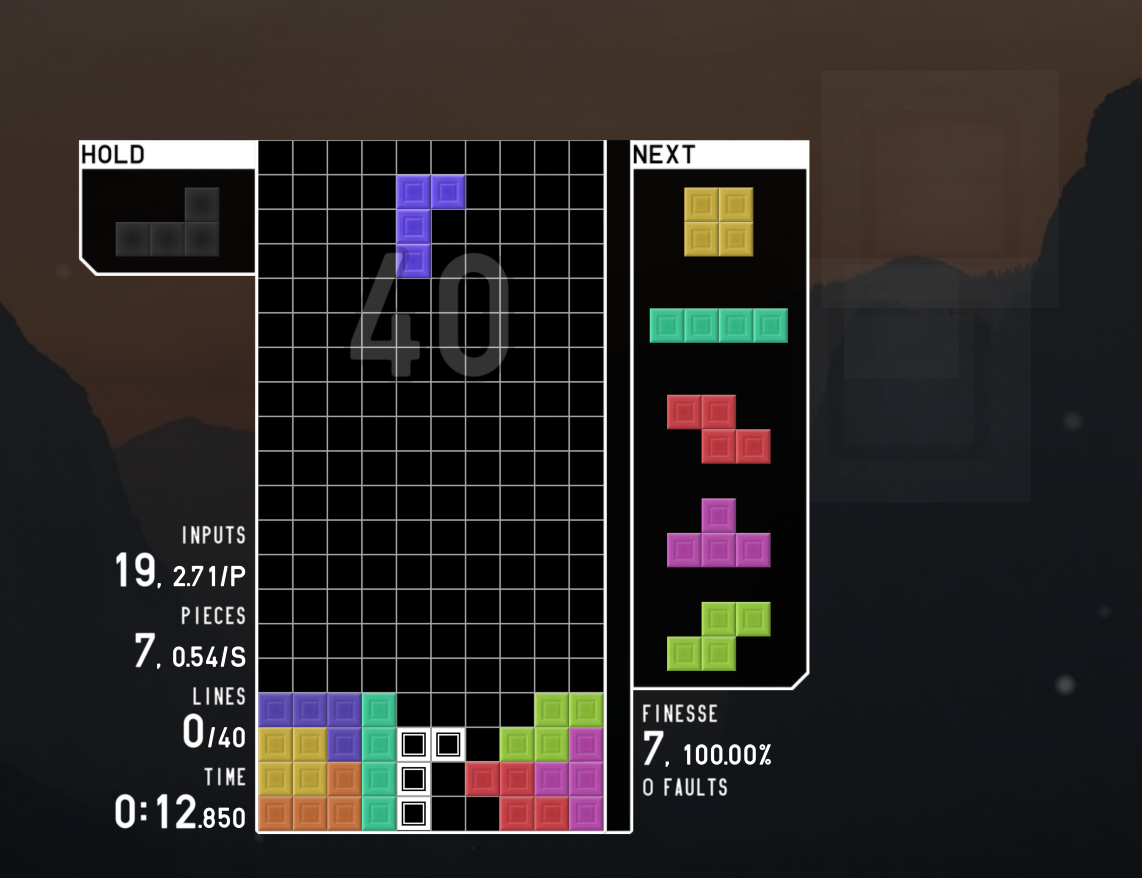 HOLD
NEXT
40
INPUTS
19, 2.71/P
PIECES
7, 0.54/S
LINES
0/40
TIME
0:12.850
FINESSE
7, 100.00%
0 FAULTS